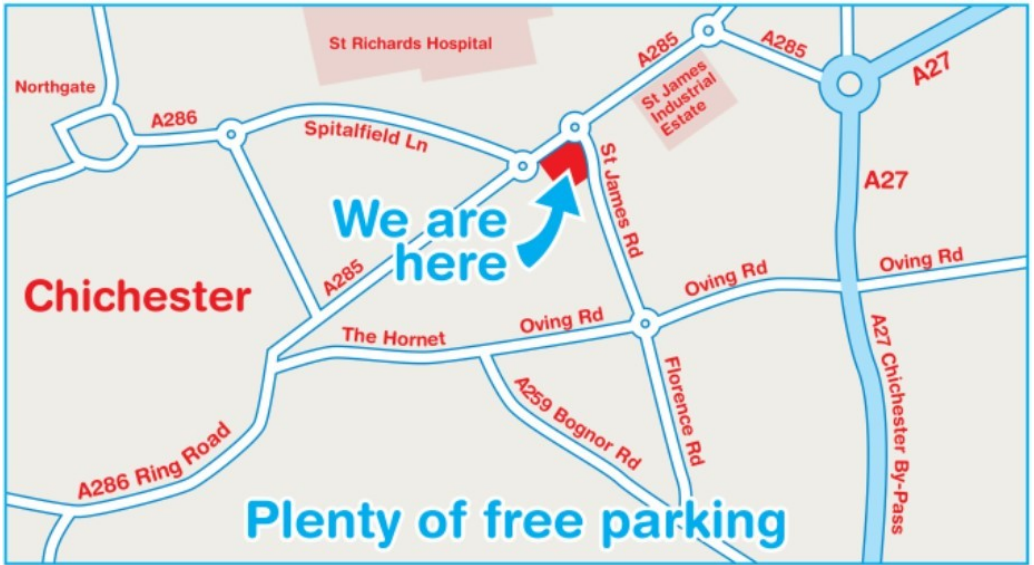 St Richards Hospital
Northgate
A286
Spitalfield Ln
A285
A285
A27
St James
Industrial
Estate
St James Rd
A27
We are
here
Chichester
A285
Oving Rd
Oving Rd
The Hornet
Oving Rd
A259 Bognor Rd
Florence Rd
A27 Chichester By-Pass
A286 Ring Road
Plenty of free parking